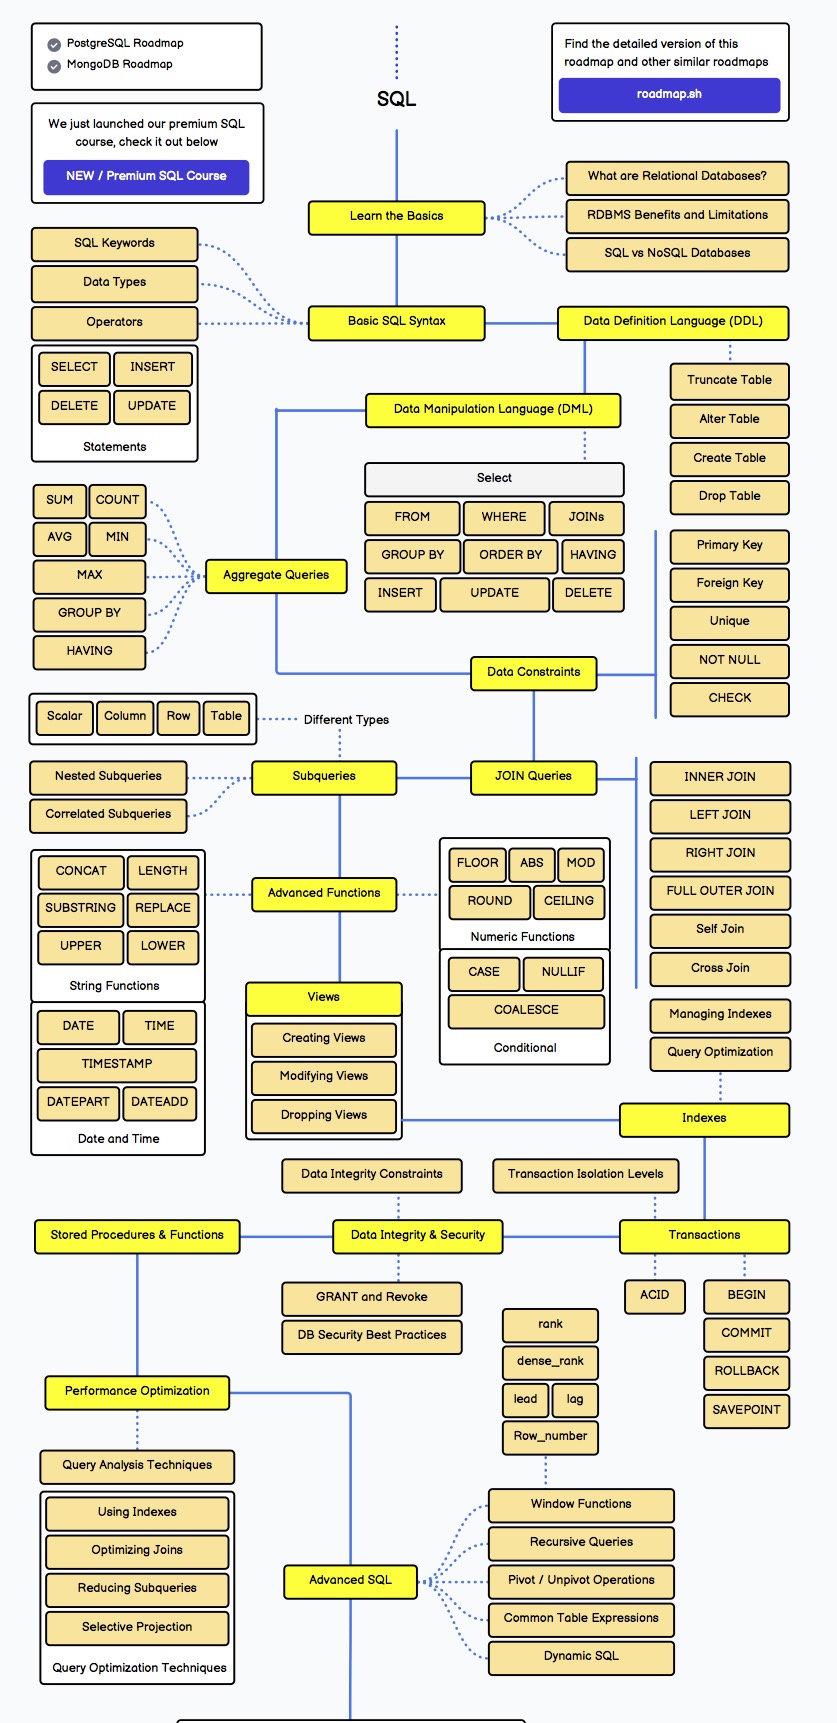 PostgreSQL Roadmap
MongoDB Roadmap
SQL
Find the detailed version of this
roadmap and other similar roadmaps
roadmap.sh
We just launched our premium SQL
course, check it out below
NEW / Premium SQL Course
Learn the Basics
What are Relational Databases?
RDBMS Benefits and Limitations
SQL vs NoSQL Databases
SQL Keywords
Data Types
Operators
SELECT
INSERT
DELETE
UPDATE
Statements
Basic SQL Syntax
Data Definition Language (DDL)
Truncate Table
Alter Table
Create Table
Drop Table
Data Manipulation Language (DML)
Select
FROM
WHERE
JOINs
GROUP BY
ORDER BY
HAVING
INSERT
UPDATE
DELETE
SUM
COUNT
AVG
MIN
MAX
GROUP BY
HAVING
Aggregate Queries
Primary Key
Foreign Key
Unique
NOT NULL
CHECK
Data Constraints
Scalar
Column
Row
Table
Different Types
Nested Subqueries
Correlated Subqueries
Subqueries
JOIN Queries
INNER JOIN
LEFT JOIN
RIGHT JOIN
FULL OUTER JOIN
Self Join
Cross Join
CONCAT
LENGTH
SUBSTRING
REPLACE
UPPER
LOWER
String Functions
Advanced Functions
FLOOR
ABS
MOD
ROUND
CEILING
Numeric Functions
CASE
NULLIF
COALESCE
Conditional
DATE
TIME
TIMESTAMP
DATEPART
DATEADD
Date and Time
Views
Creating Views
Modifying Views
Dropping Views
Managing Indexes
Query Optimization
Indexes
Data Integrity Constraints
Transaction Isolation Levels
Stored Procedures & Functions
Data Integrity & Security
Transactions
GRANT and Revoke
DB Security Best Practices
ACID
BEGIN
COMMIT
ROLLBACK
SAVEPOINT
rank
dense_rank
lead
lag
Row_number
Performance Optimization
Query Analysis Techniques
Using Indexes
Optimizing Joins
Reducing Subqueries
Selective Projection
Query Optimization Techniques
Advanced SQL
Window Functions
Recursive Queries
Pivot / Unpivot Operations
Common Table Expressions
Dynamic SQL